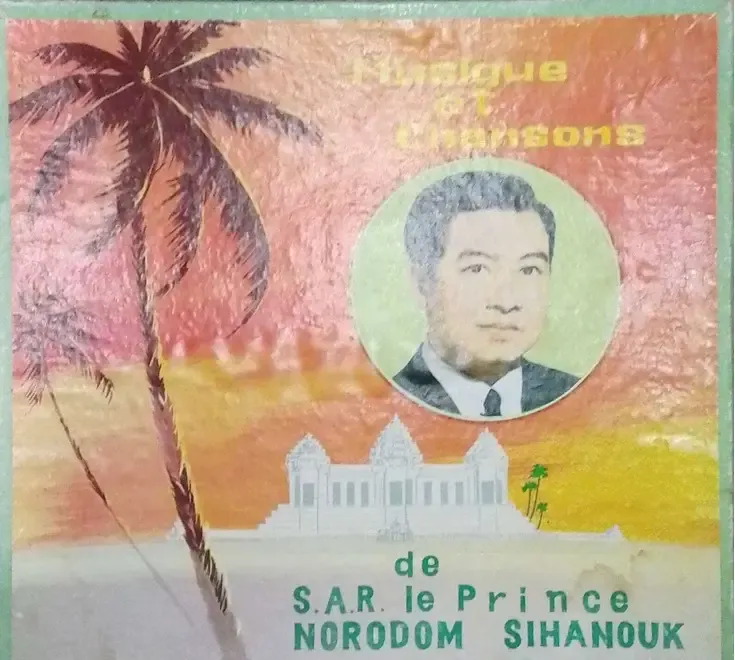 Musique
et
Chansons
de
S.A.R. le Prince
NORODOM SIHANOUK